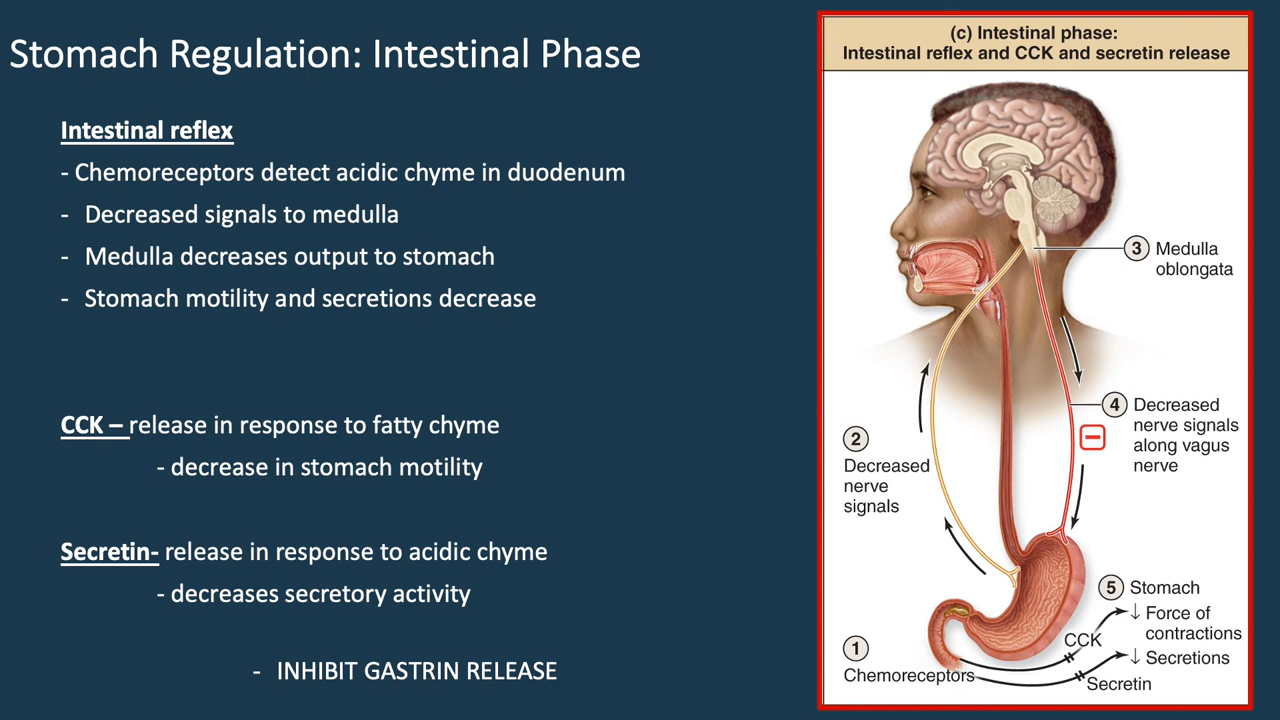 Stomach Regulation: Intestinal Phase
Intestinal reflex
- Chemoreceptors detect acidic chyme in duodenum
- Decreased signals to medulla
- Medulla decreases output to stomach
- Stomach motility and secretions decrease
CCK – release in response to fatty chyme
- decrease in stomach motility
Secretin- release in response to acidic chyme
- decreases secretory activity
- INHIBIT GASTRIN RELEASE
(c) Intestinal phase:
Intestinal reflex and CCK and secretin release
3 Medulla
oblongata
4 Decreased
nerve signals
along vagus
nerve
2
Decreased
nerve
signals
5 Stomach
↓ Force of
contractions
CCK
↓ Secretions
1
Chemoreceptors
Secretin